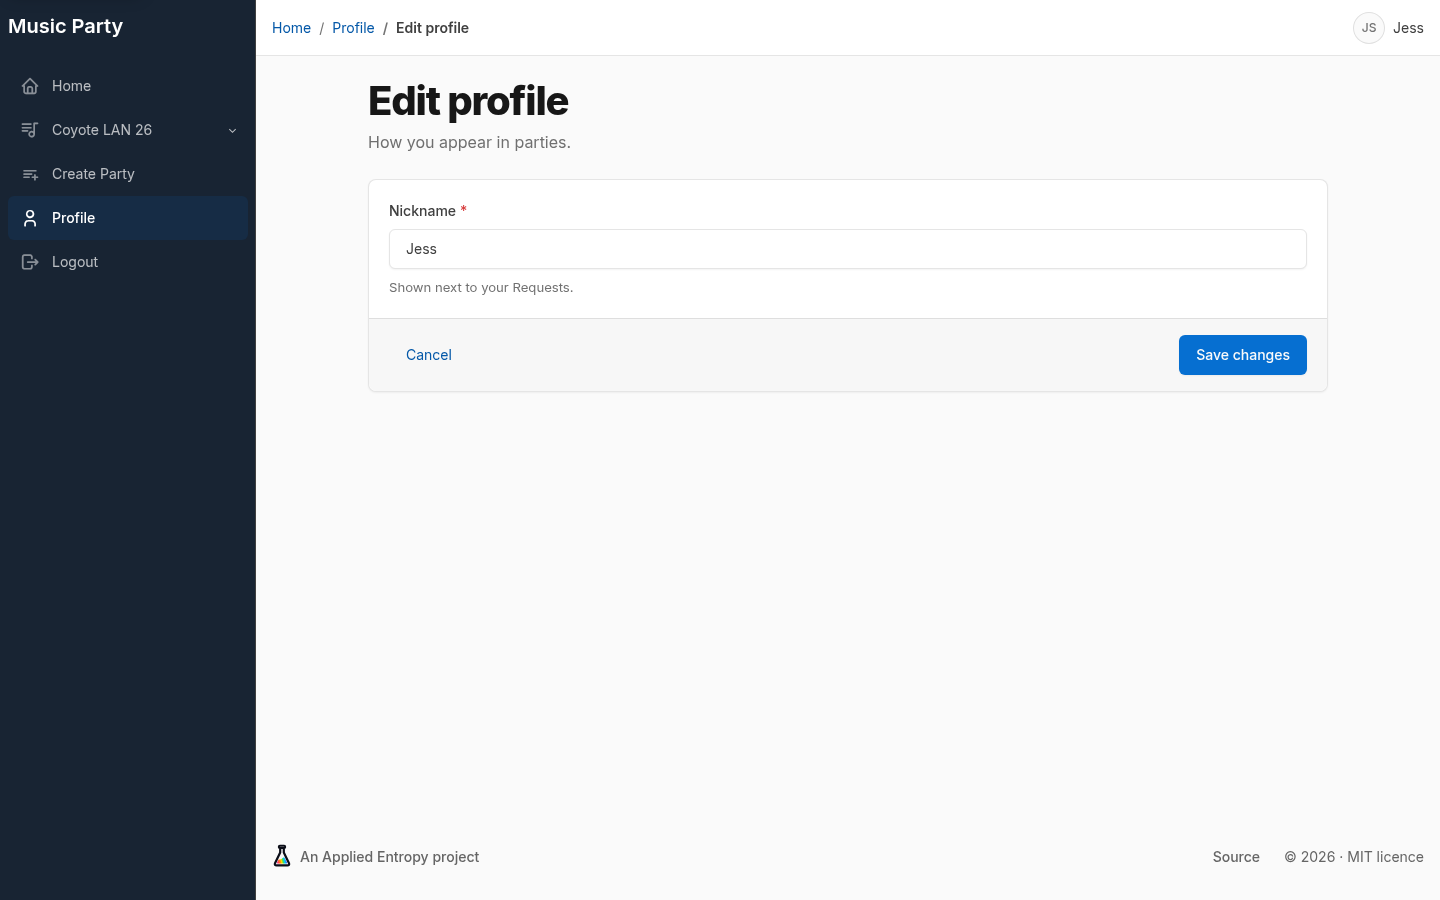 Music Party
Home
Coyote LAN 26
Create Party
Profile
Logout
Home / Profile / Edit profile
JS Jess
Edit profile
How you appear in parties.
Nickname *
Jess
Shown next to your Requests.
Cancel
Save changes
An Applied Entropy project
Source
© 2026 · MIT licence